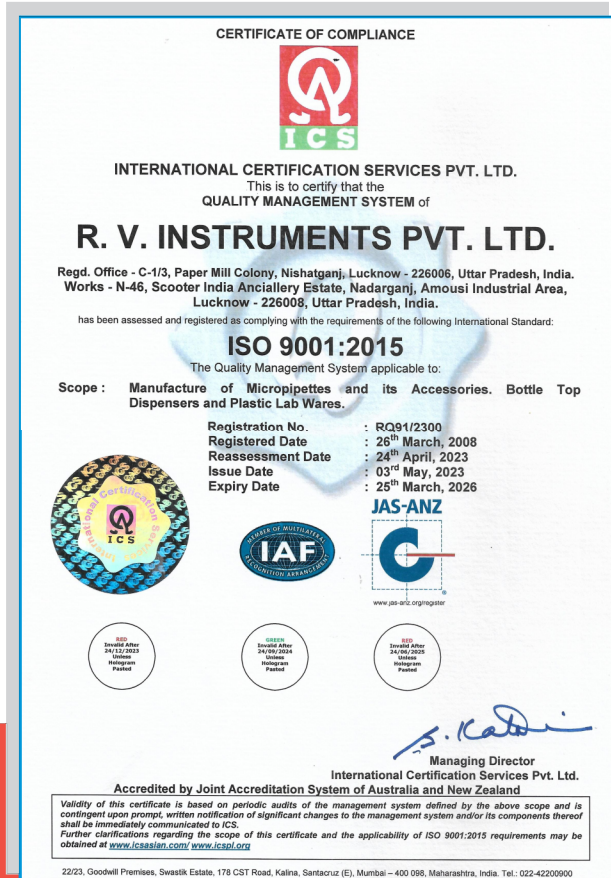 CERTIFICATE OF COMPLIANCE
ICS
INTERNATIONAL CERTIFICATION SERVICES PVT. LTD.
This is to certify that the
QUALITY MANAGEMENT SYSTEM of
R. V. INSTRUMENTS PVT. LTD.
Regd. Office - C-1/3, Paper Mill Colony, Nishatganj, Lucknow - 226006, Uttar Pradesh, India.
Works - N-46, Scooter India Anciallery Estate, Nadarganj, Amousi Industrial Area,
Lucknow - 226008, Uttar Pradesh, India.
has been assessed and registered as complying with the requirements of the following International Standard:
ISO 9001:2015
The Quality Management System applicable to:
Scope : Manufacture of Micropipettes and its Accessories. Bottle Top
Dispensers and Plastic Lab Wares.
Registration No. : RQ91/2300
Registered Date : 26th March, 2008
Reassessment Date : 24th April, 2023
Issue Date : 03rd May, 2023
Expiry Date : 25th March, 2026
International Certification Services
ICS
MEMBER OF MULTILATERAL
IAF
RECOGNITION ARRANGEMENT
JAS-ANZ
®
www.jas-anz.org/register
RED
Invalid After
24/12/2023
Unless
Hologram
Pasted
GREEN
Invalid After
24/09/2024
Unless
Hologram
Pasted
RED
Invalid After
24/06/2025
Unless
Hologram
Pasted
Managing Director
International Certification Services Pvt. Ltd.
Accredited by Joint Accreditation System of Australia and New Zealand
Validity of this certificate is based on periodic audits of the management system defined by the above scope and is
contingent upon prompt, written notification of significant changes to the management system and/or its components thereof
shall be immediately communicated to ICS.
Further clarifications regarding the scope of this certificate and the applicability of ISO 9001:2015 requirements may be
obtained at www.icsasian.com/ www.icspl.org
22/23, Goodwill Premises, Swastik Estate, 178 CST Road, Kalina, Santacruz (E), Mumbai – 400 098, Maharashtra, India. Tel.: 022-42200900